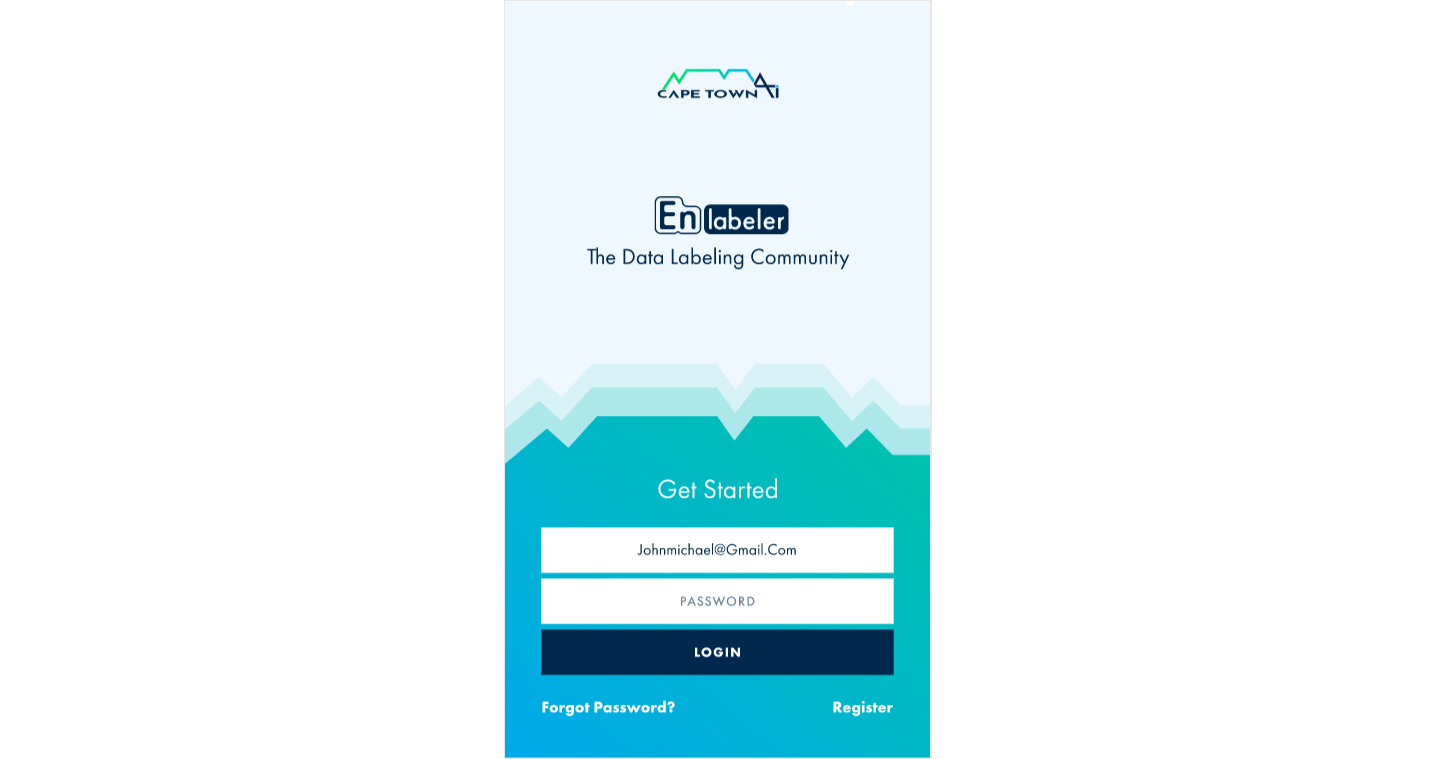 CAPE TOWN Ai
En labeler
The Data Labeling Community
Get Started
Johnmichael@Gmail.Com
PASSWORD
LOGIN
Forgot Password? Register